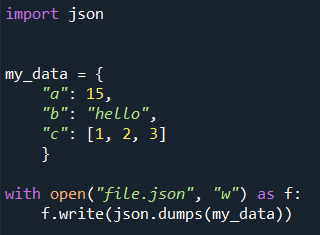 import json
my_data = {
    "a": 15,
    "b": "hello",
    "c": [1, 2, 3]
    }
with open("file.json", "w") as f:
    f.write(json.dumps(my_data))